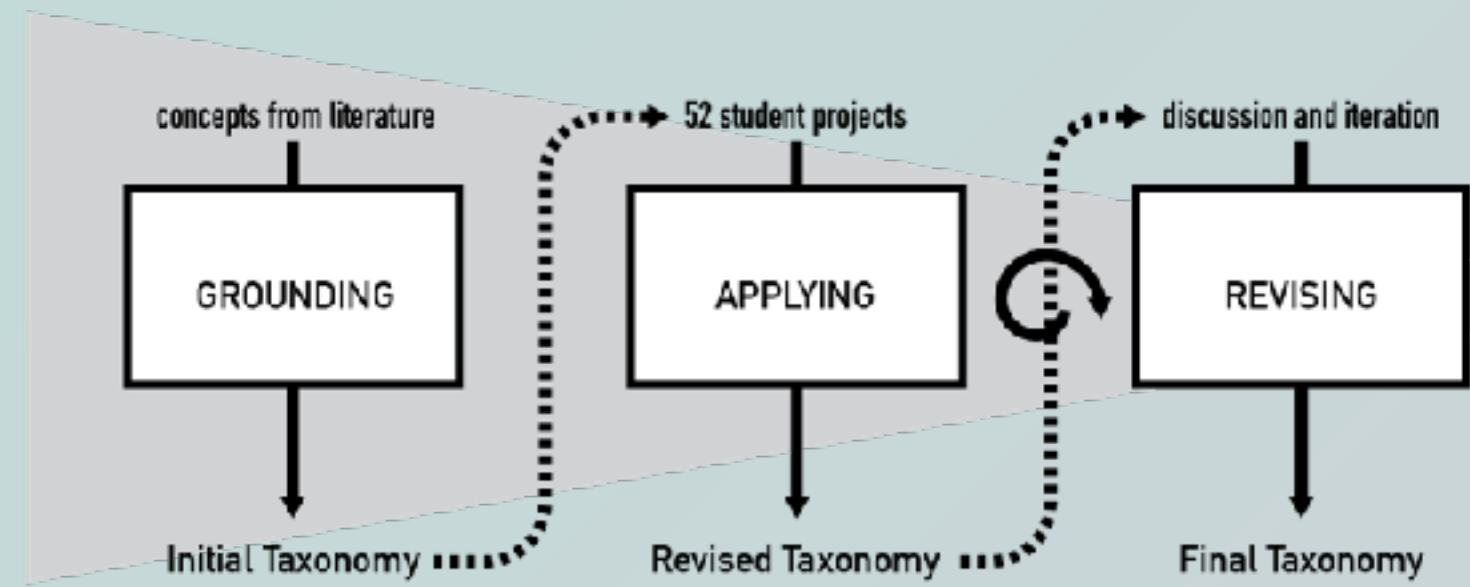 concepts from literature
52 student projects
discussion and iteration
GROUNDING
APPLYING
REVISING
Initial Taxonomy
Revised Taxonomy
Final Taxonomy